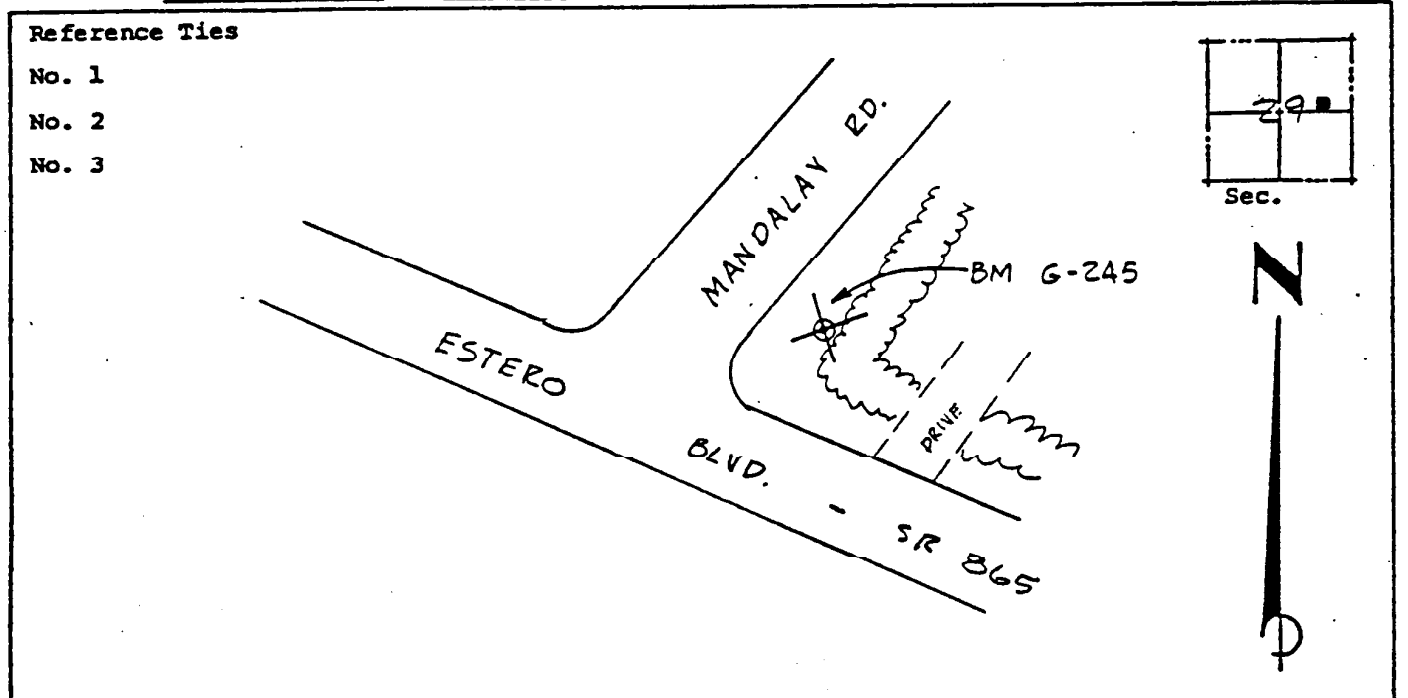 Reference Ties
No. 1
No. 2
No. 3
29
Sec.
N
MANDALAY RD.
BM G-245
ESTERO
BLVD. - SR 865
DRIVE